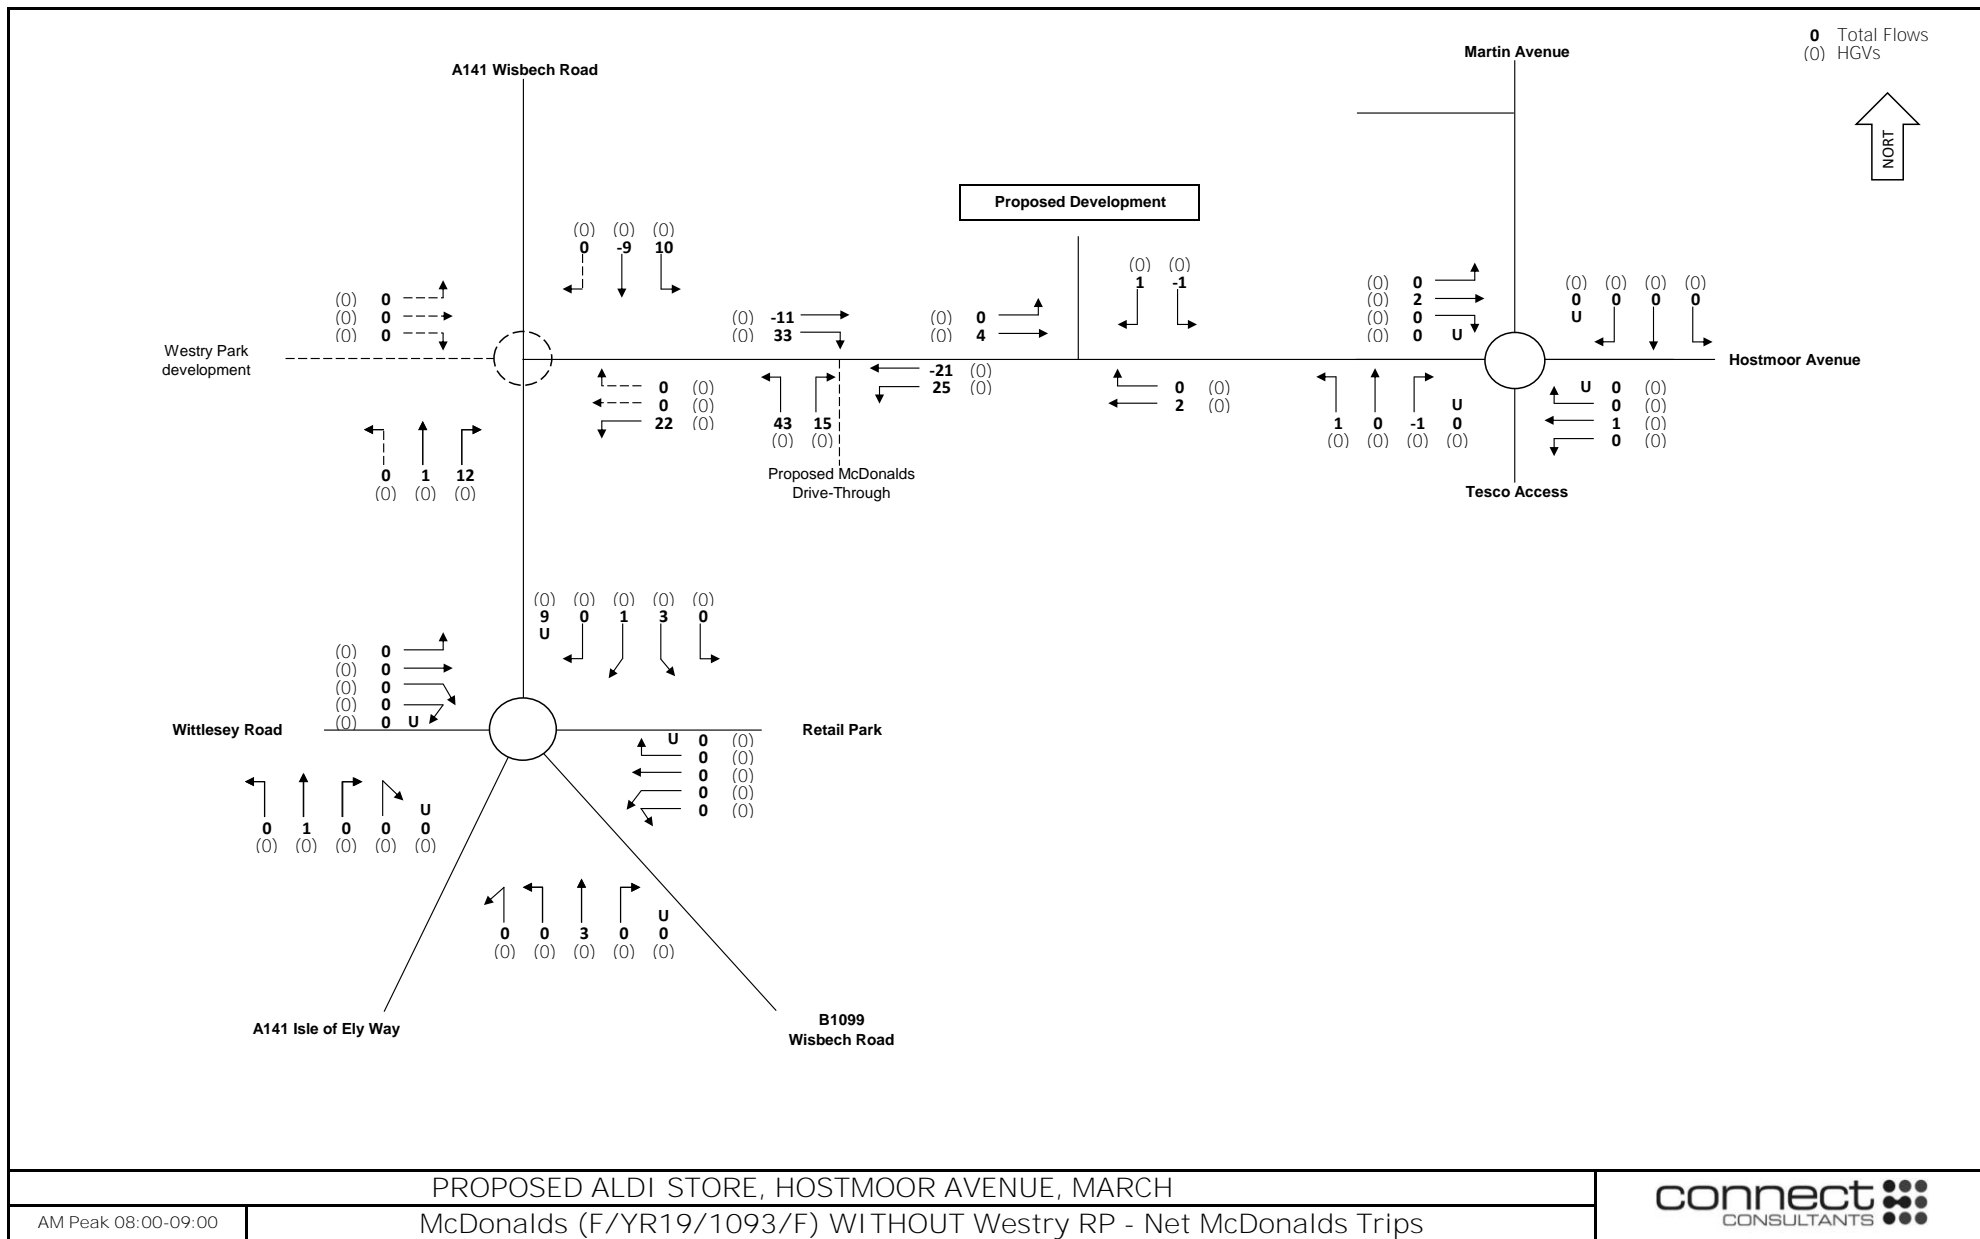 0 Total Flows
(0) HGVs
NORT
A141 Wisbech Road
Martin Avenue
Proposed Development
(0) (0) (0)
0 -9 10
(0) 0
(0) 0
(0) 0
Westry Park
development
(0) -11
(0) 33
(0) 0
(0) 4
(0) (0)
1 -1
(0) 0
(0) 2
(0) 0
(0) 0 U
(0) (0) (0) (0)
0 0 0 0
U
Hostmoor Avenue
0 (0)
0 (0)
22 (0)
43 15
(0) (0)
-21 (0)
25 (0)
0 (0)
2 (0)
U
1 0 -1 0
(0) (0) (0) (0)
U 0 (0)
0 (0)
1 (0)
0 (0)
0 1 12
(0) (0) (0)
Proposed McDonalds
Drive-Through
Tesco Access
(0) (0) (0) (0) (0)
9 0 1 3 0
U
(0) 0
(0) 0
(0) 0
(0) 0
(0) 0 U
Wittlesey Road
Retail Park
U 0 (0)
0 (0)
0 (0)
0 (0)
0 (0)
U
0 1 0 0 0
(0) (0) (0) (0) (0)
U
0 0 3 0 0
(0) (0) (0) (0) (0)
A141 Isle of Ely Way
B1099
Wisbech Road
PROPOSED ALDI STORE, HOSTMOOR AVENUE, MARCH
AM Peak 08:00-09:00
McDonalds (F/YR19/1093/F) WITHOUT Westry RP - Net McDonalds Trips
connect
CONSULTANTS